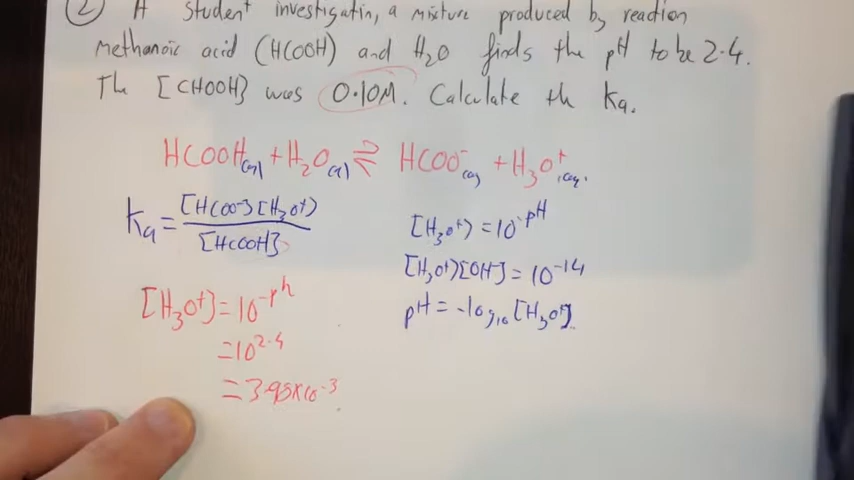 ② A student investigatin, a mixture produced by reaction
methanoic acid (HCOOH) and H₂O finds the pH to be 2.4.
The [CHOOH] was 0.10M. Calculate the Ka.
HCOOH(aq) + H₂O(l) ⇌ HCOO⁻(aq) + H₃O⁺(aq).
Ka = [HCOO⁻][H₃O⁺] / [HCOOH]
[H₃O⁺] = 10^-pH
[H₃O⁺][OH⁻] = 10^-14
pH = -log₁₀ [H₃O⁺].
[H₃O⁺] = 10^-pH
= 10^2.4
= 3.98×10^-3